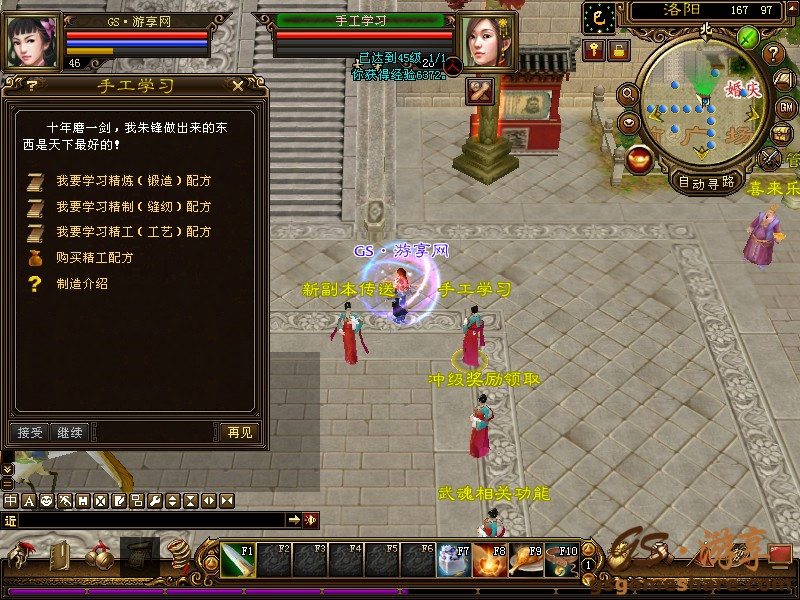 GS·游享网
46
手工学习
已达到45级 1/1
你获得经验6372。
20
洛阳
167 97
北
婚庆
广场
GM
自动寻路
喜来乐
手工学习
十年磨一剑，我朱锋做出来的东
西是天下最好的！
我要学习精炼（锻造）配方
我要学习精制（缝纫）配方
我要学习精工（工艺）配方
购买精工配方
制造介绍
接受
继续
再见
GS·游享网
新副本传送
手工学习
冲级奖励领取
武魂相关功能
中
A
近
F1
F2
F3
F4
F5
F6
F7
F8
F9
F10
1
GS·游享